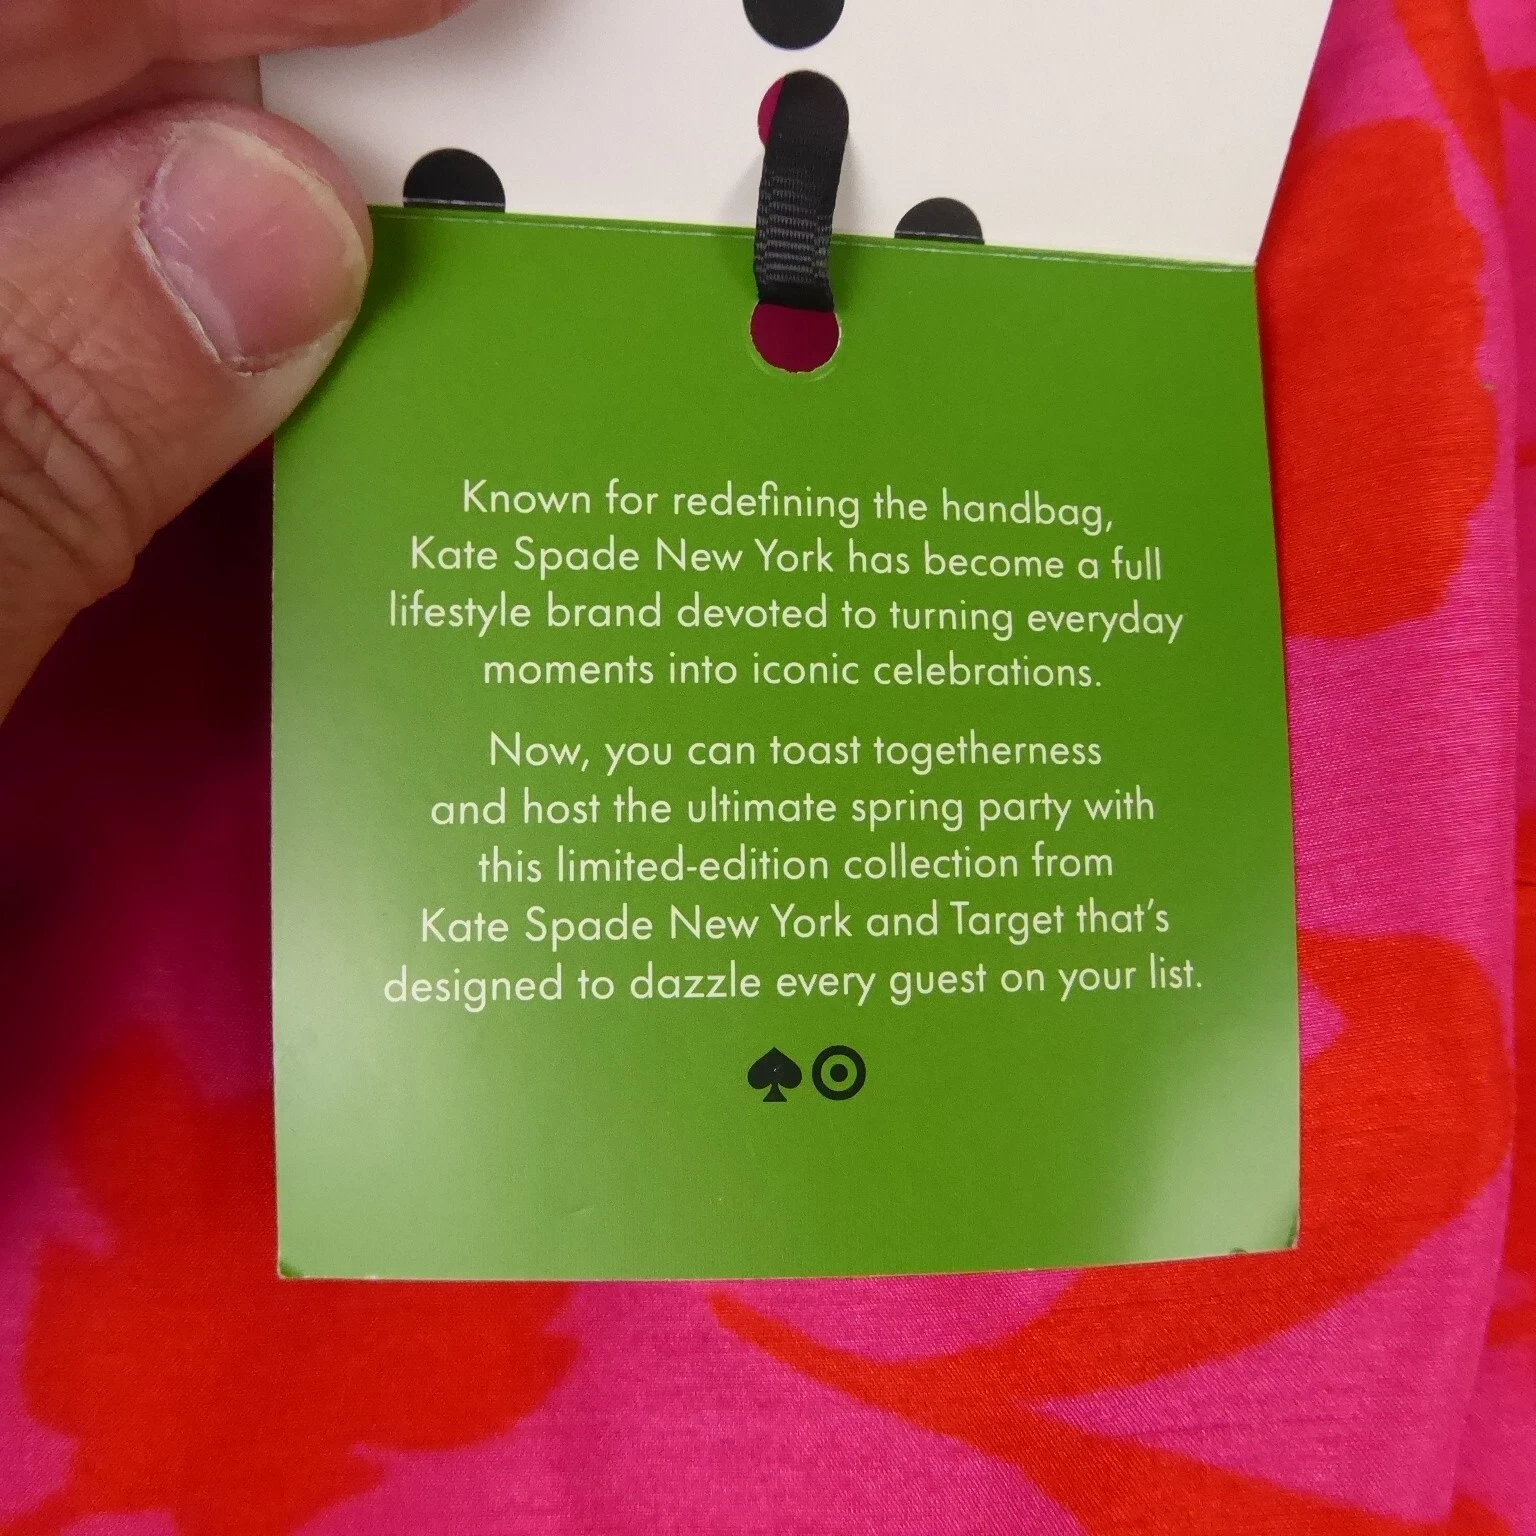 Known for redefining the handbag,
Kate Spade New York has become a full
lifestyle brand devoted to turning everyday
moments into iconic celebrations.
Now, you can toast togetherness
and host the ultimate spring party with
this limited-edition collection from
Kate Spade New York and Target that's
designed to dazzle every guest on your list.